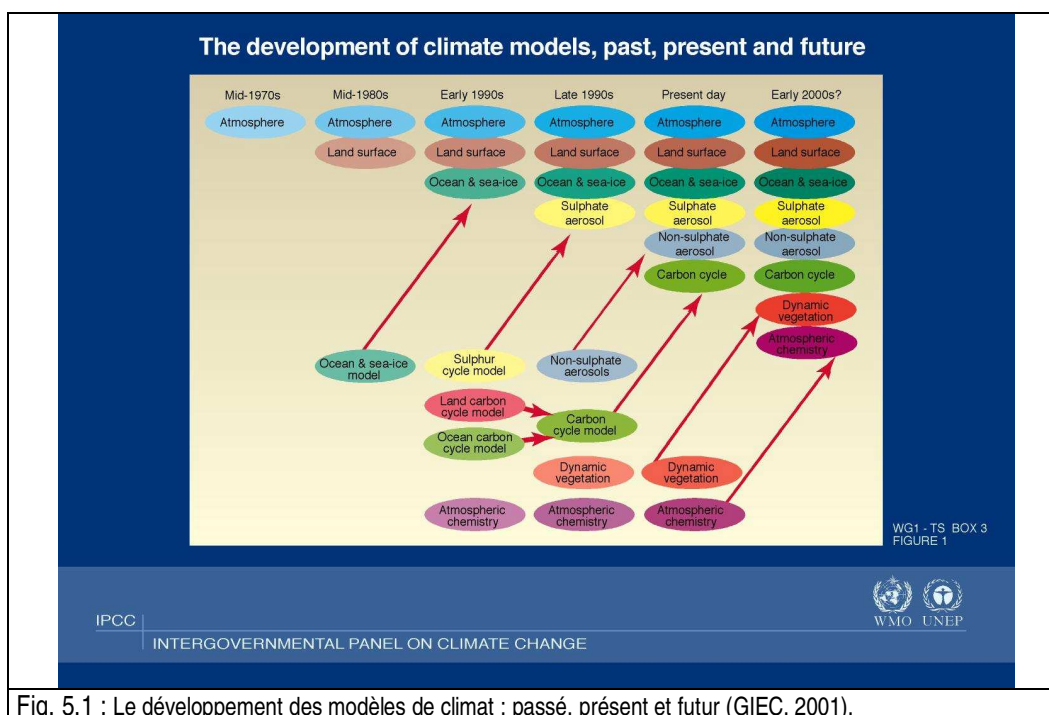 The development of climate models, past, present and future
Mid-1970s Mid-1980s Early 1990s Late 1990s Present day Early 2000s?
Atmosphere Atmosphere Atmosphere Atmosphere Atmosphere Atmosphere
Land surface Land surface Land surface Land surface Land surface
Ocean & sea-ice Ocean & sea-ice Ocean & sea-ice Ocean & sea-ice
Sulphate
aerosol
Sulphate
aerosol
Sulphate
aerosol
Non-sulphate
aerosol
Non-sulphate
aerosol
Carbon cycle Carbon cycle
Dynamic
vegetation
Atmospheric
chemistry
Ocean & sea-ice
model
Sulphur
cycle model
Non-sulphate
aerosols
Land carbon
cycle model
Carbon
cycle model
Ocean carbon
cycle model
Dynamic
vegetation
Dynamic
vegetation
Atmospheric
chemistry
Atmospheric
chemistry
Atmospheric
chemistry
WG1 - TS BOX 3
FIGURE 1
IPCC
INTERGOVERNMENTAL PANEL ON CLIMATE CHANGE
WMO UNEP
Fig. 5.1 : Le développement des modèles de climat : passé, présent et futur (GIEC, 2001).